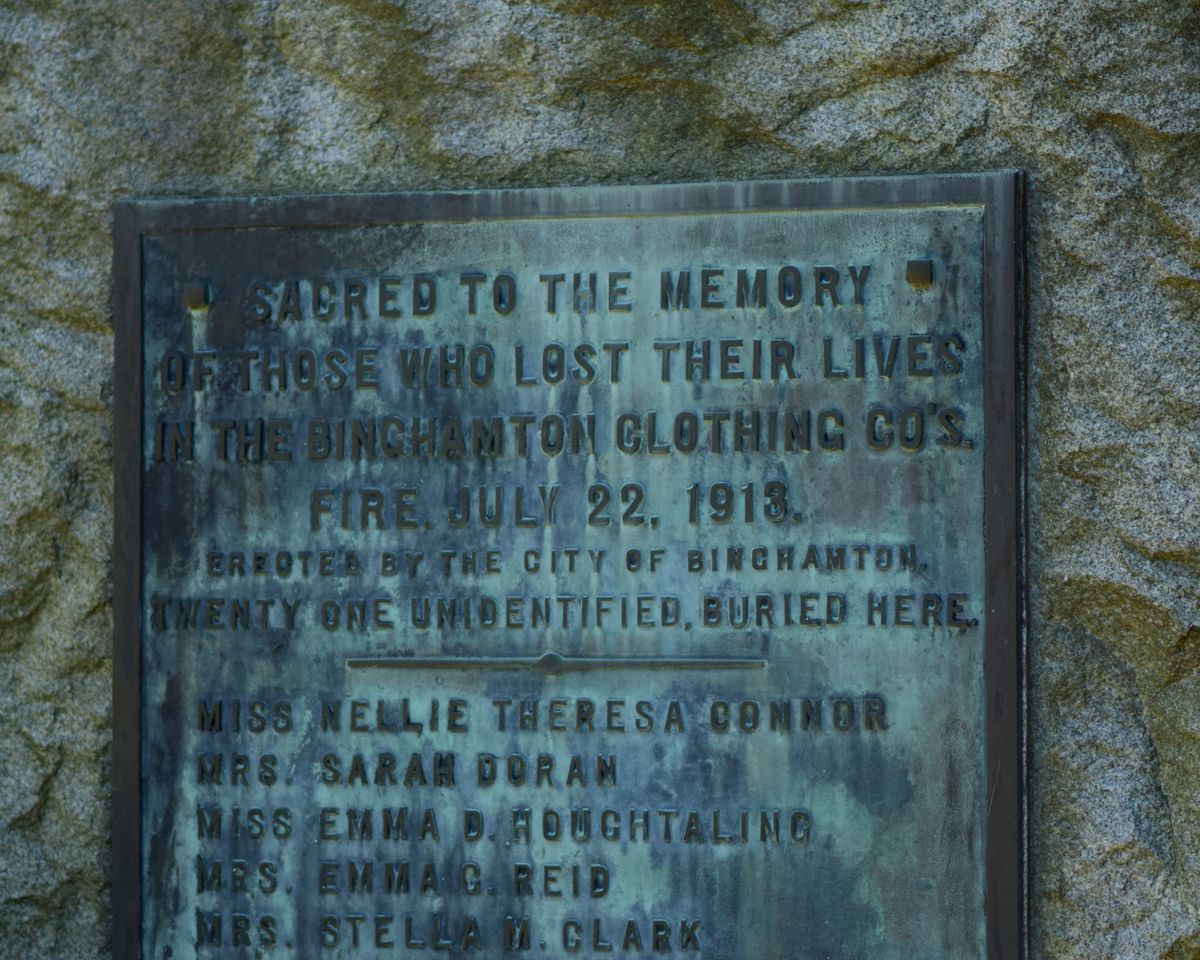 SACRED TO THE MEMORY
OF THOSE WHO LOST THEIR LIVES
IN THE BINGHAMTON CLOTHING CO'S.
FIRE, JULY 22, 1913.
ERECTED BY THE CITY OF BINGHAMTON.
TWENTY ONE UNIDENTIFIED, BURIED HERE.
MISS NELLIE THERESA CONNOR
MRS. SARAH DORAN
MISS EMMA D. HOUGHTALING
MRS. EMMA G. REID
MRS. STELLA M. CLARK